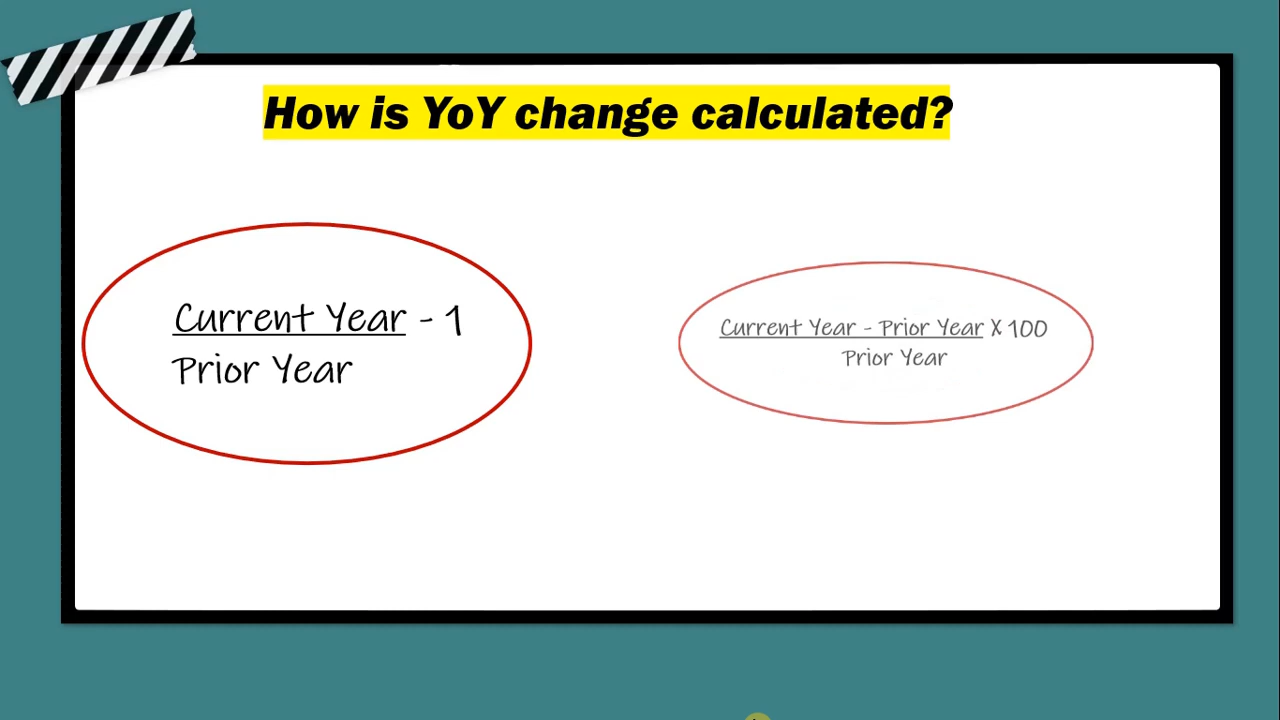 How is YoY change calculated?
Current Year - 1
Prior Year
Current Year - Prior Year X 100
Prior Year